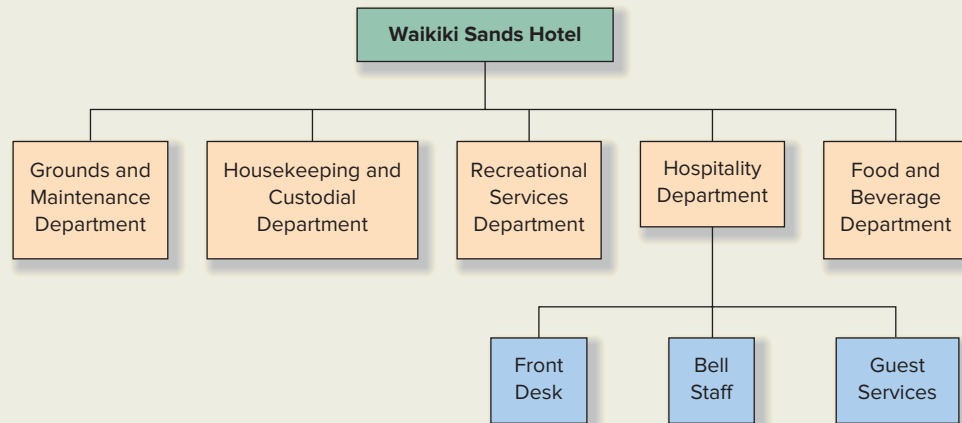 Waikiki Sands Hotel
Grounds and
Maintenance
Department
Housekeeping and
Custodial
Department
Recreational
Services
Department
Hospitality
Department
Food and
Beverage
Department
Front
Desk
Bell
Staff
Guest
Services